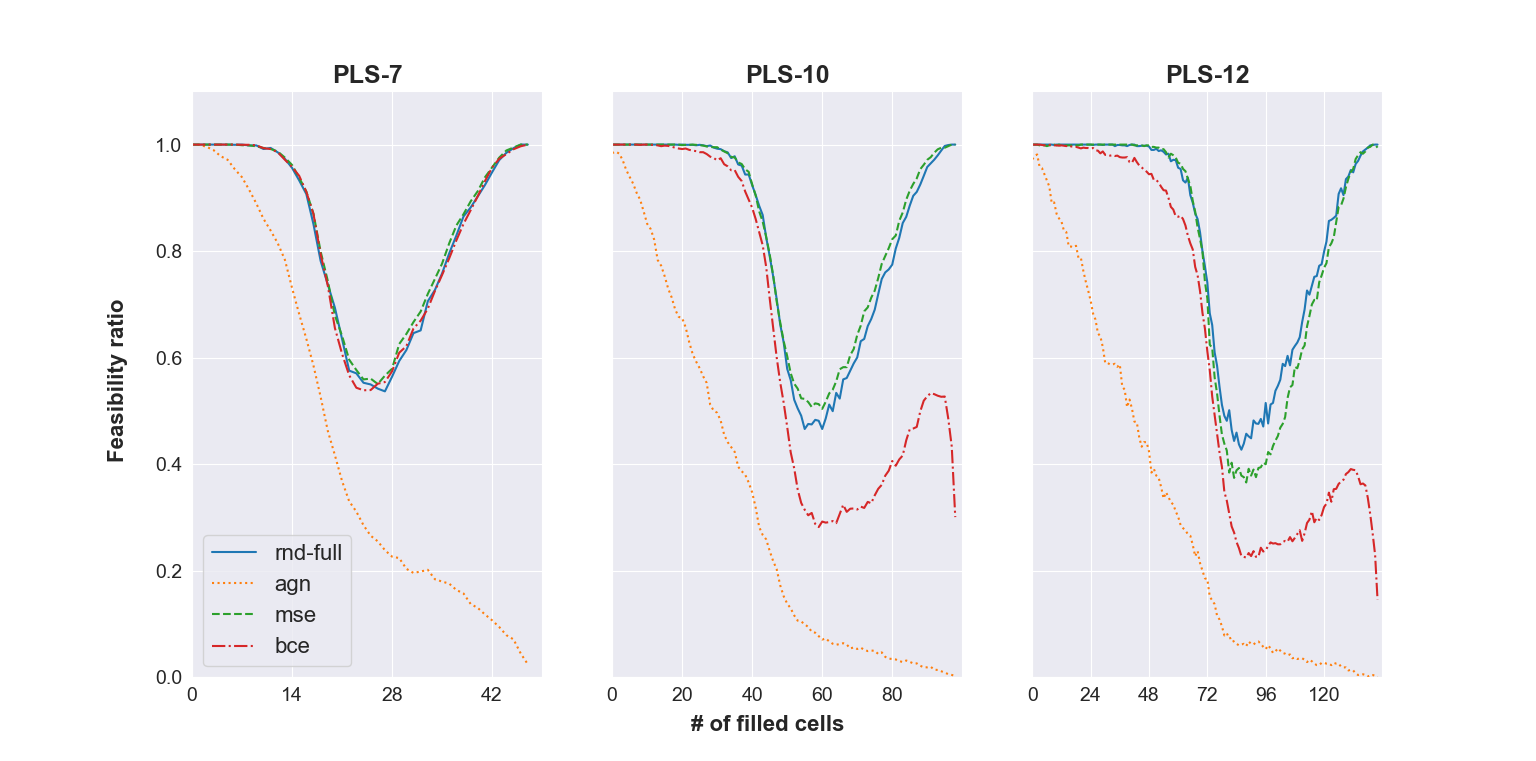 PLS-7
PLS-10
PLS-12
Feasibility ratio
1.0
0.8
0.6
0.4
0.2
0.0
rnd-full
agn
mse
bce
0 14 28 42
0 20 40 60 80
0 24 48 72 96 120
# of filled cells